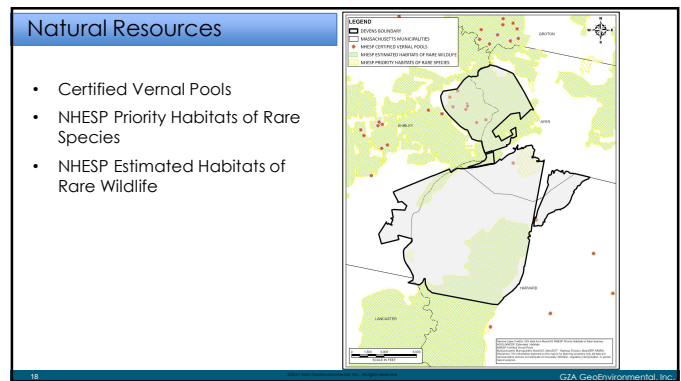 Natural Resources
• Certified Vernal Pools
• NHESP Priority Habitats of Rare
Species
• NHESP Estimated Habitats of
Rare Wildlife
LEGEND
DEVENS BOUNDARY
MASSACHUSETTS MUNICIPALITIES
NHESP CERTIFIED VERNAL POOLS
NHESP ESTIMATED HABITATS OF RARE WILDLIFE
NHESP PRIORITY HABITATS OF RARE SPECIES
GROTON
SHIRLEY
AYER
HARVARD
LANCASTER
SCALE IN FEET
18
GZA GeoEnvironmental, Inc.